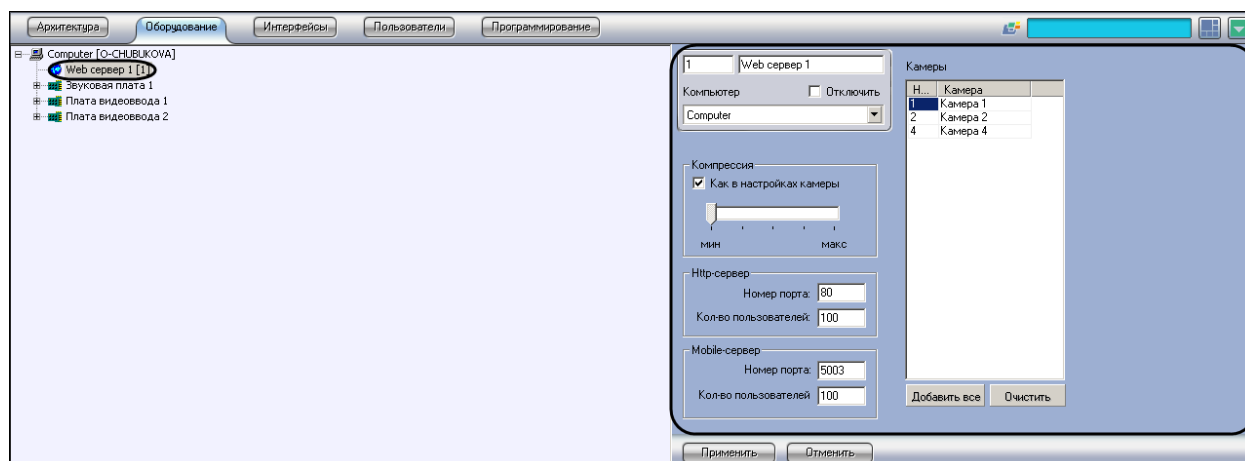 Архитектура Оборудование Интерфейсы Пользователи Программирование
Computer [O-CHUBUKOVA]
Web сервер 1 [1]
Звуковая плата 1
Плата видеоввода 1
Плата видеоввода 2
1 Web сервер 1
Компьютер Отключить
Computer
Компрессия
Как в настройках камеры
мин макс
Http-сервер
Номер порта: 80
Кол-во пользователей: 100
Mobile-сервер
Номер порта: 5003
Кол-во пользователей 100
Камеры
Н... Камера
1 Камера 1
2 Камера 2
4 Камера 4
Добавить все Очистить
Применить Отменить